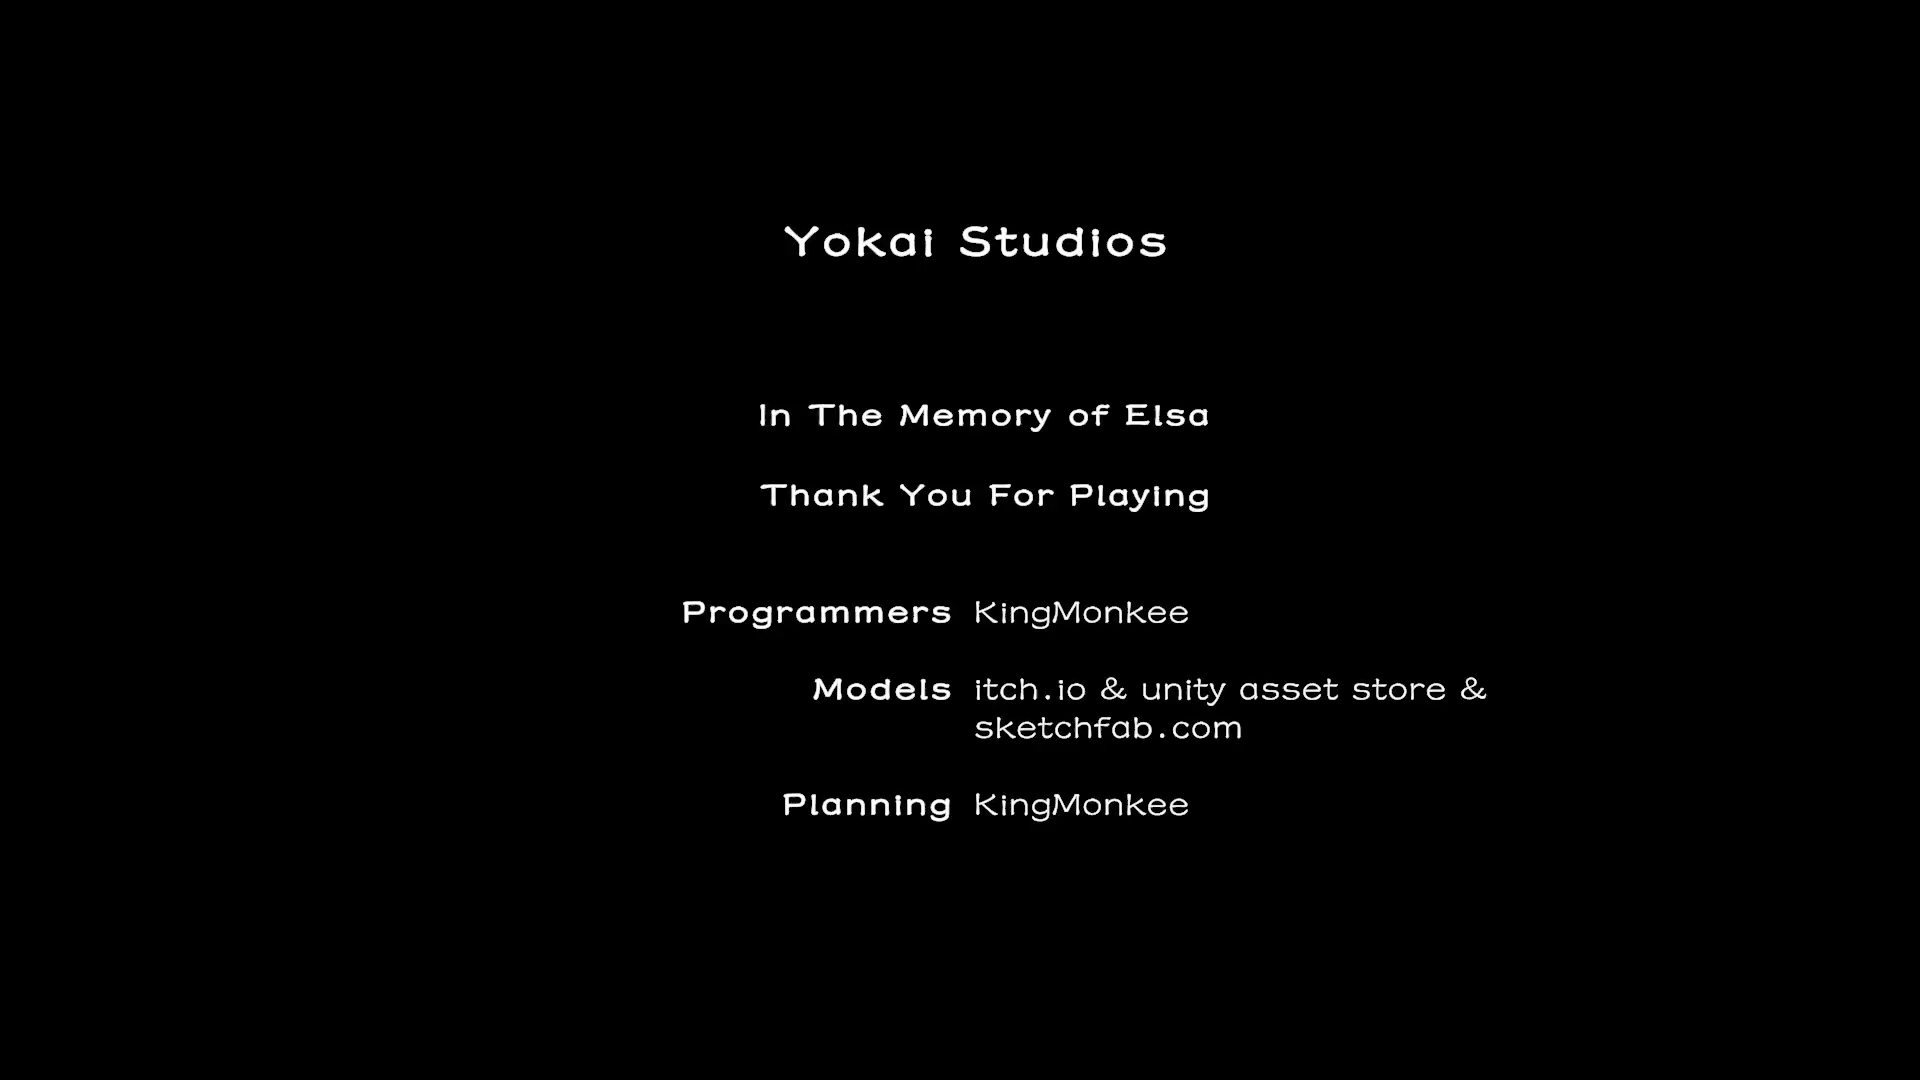 Yokai Studios
In The Memory of Elsa
Thank You For Playing
Programmers KingMonkee
Models itch.io & unity asset store &
sketchfab.com
Planning KingMonkee